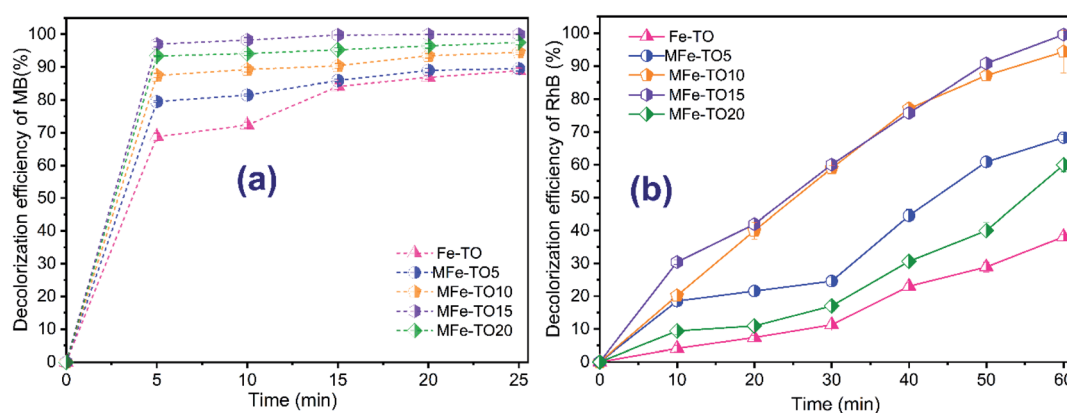 Decolorization efficiency of MB(%)
100
90
80
70
60
50
40
30
20
10
0
(a)
Fe-TO
MFe-TO5
MFe-TO10
MFe-TO15
MFe-TO20
0 5 10 15 20 25
Time (min)
Decolorization efficiency of RhB (%)
100
90
80
70
60
50
40
30
20
10
0
Fe-TO
MFe-TO5
MFe-TO10
MFe-TO15
MFe-TO20
(b)
0 10 20 30 40 50 60
Time (min)